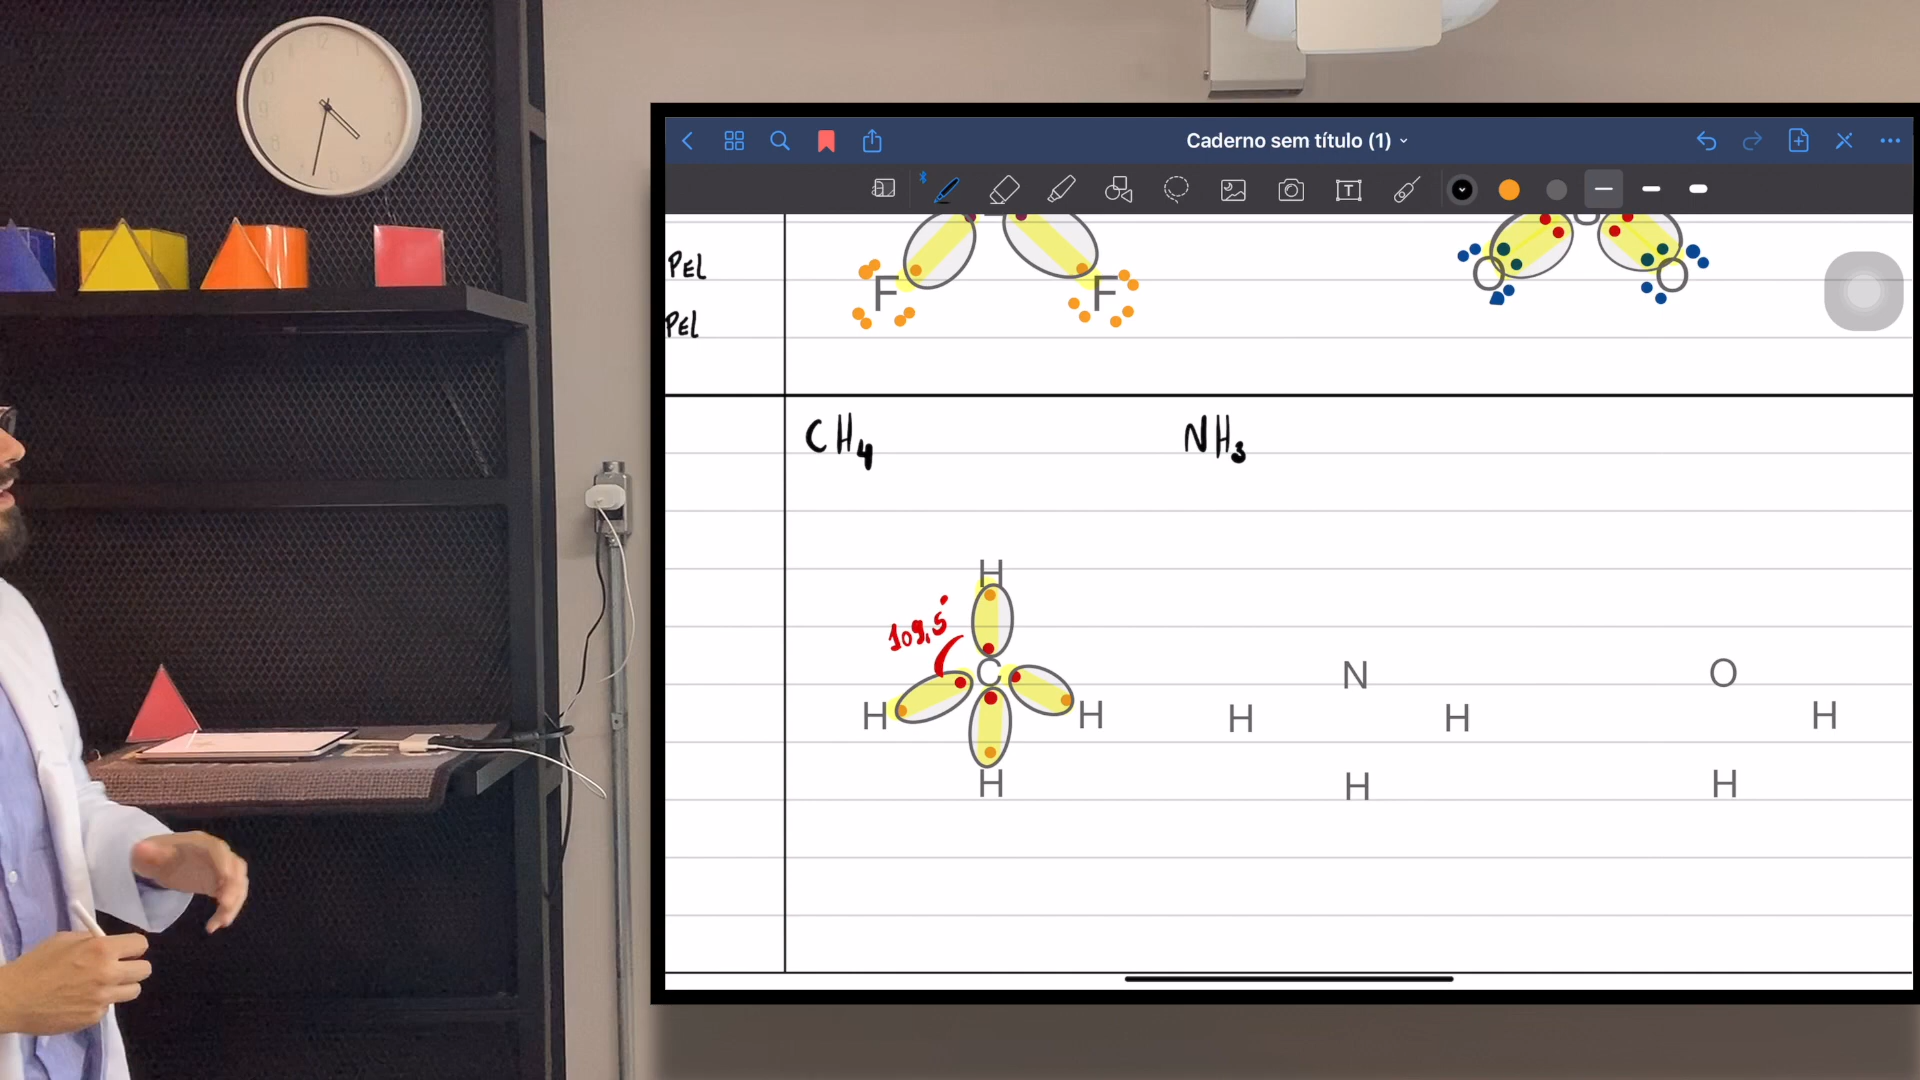 Caderno sem título (1)
T
PEL
F F
O O
PEL
CH4 NH3
H
109,5°
C N O
H H H H H
H H H